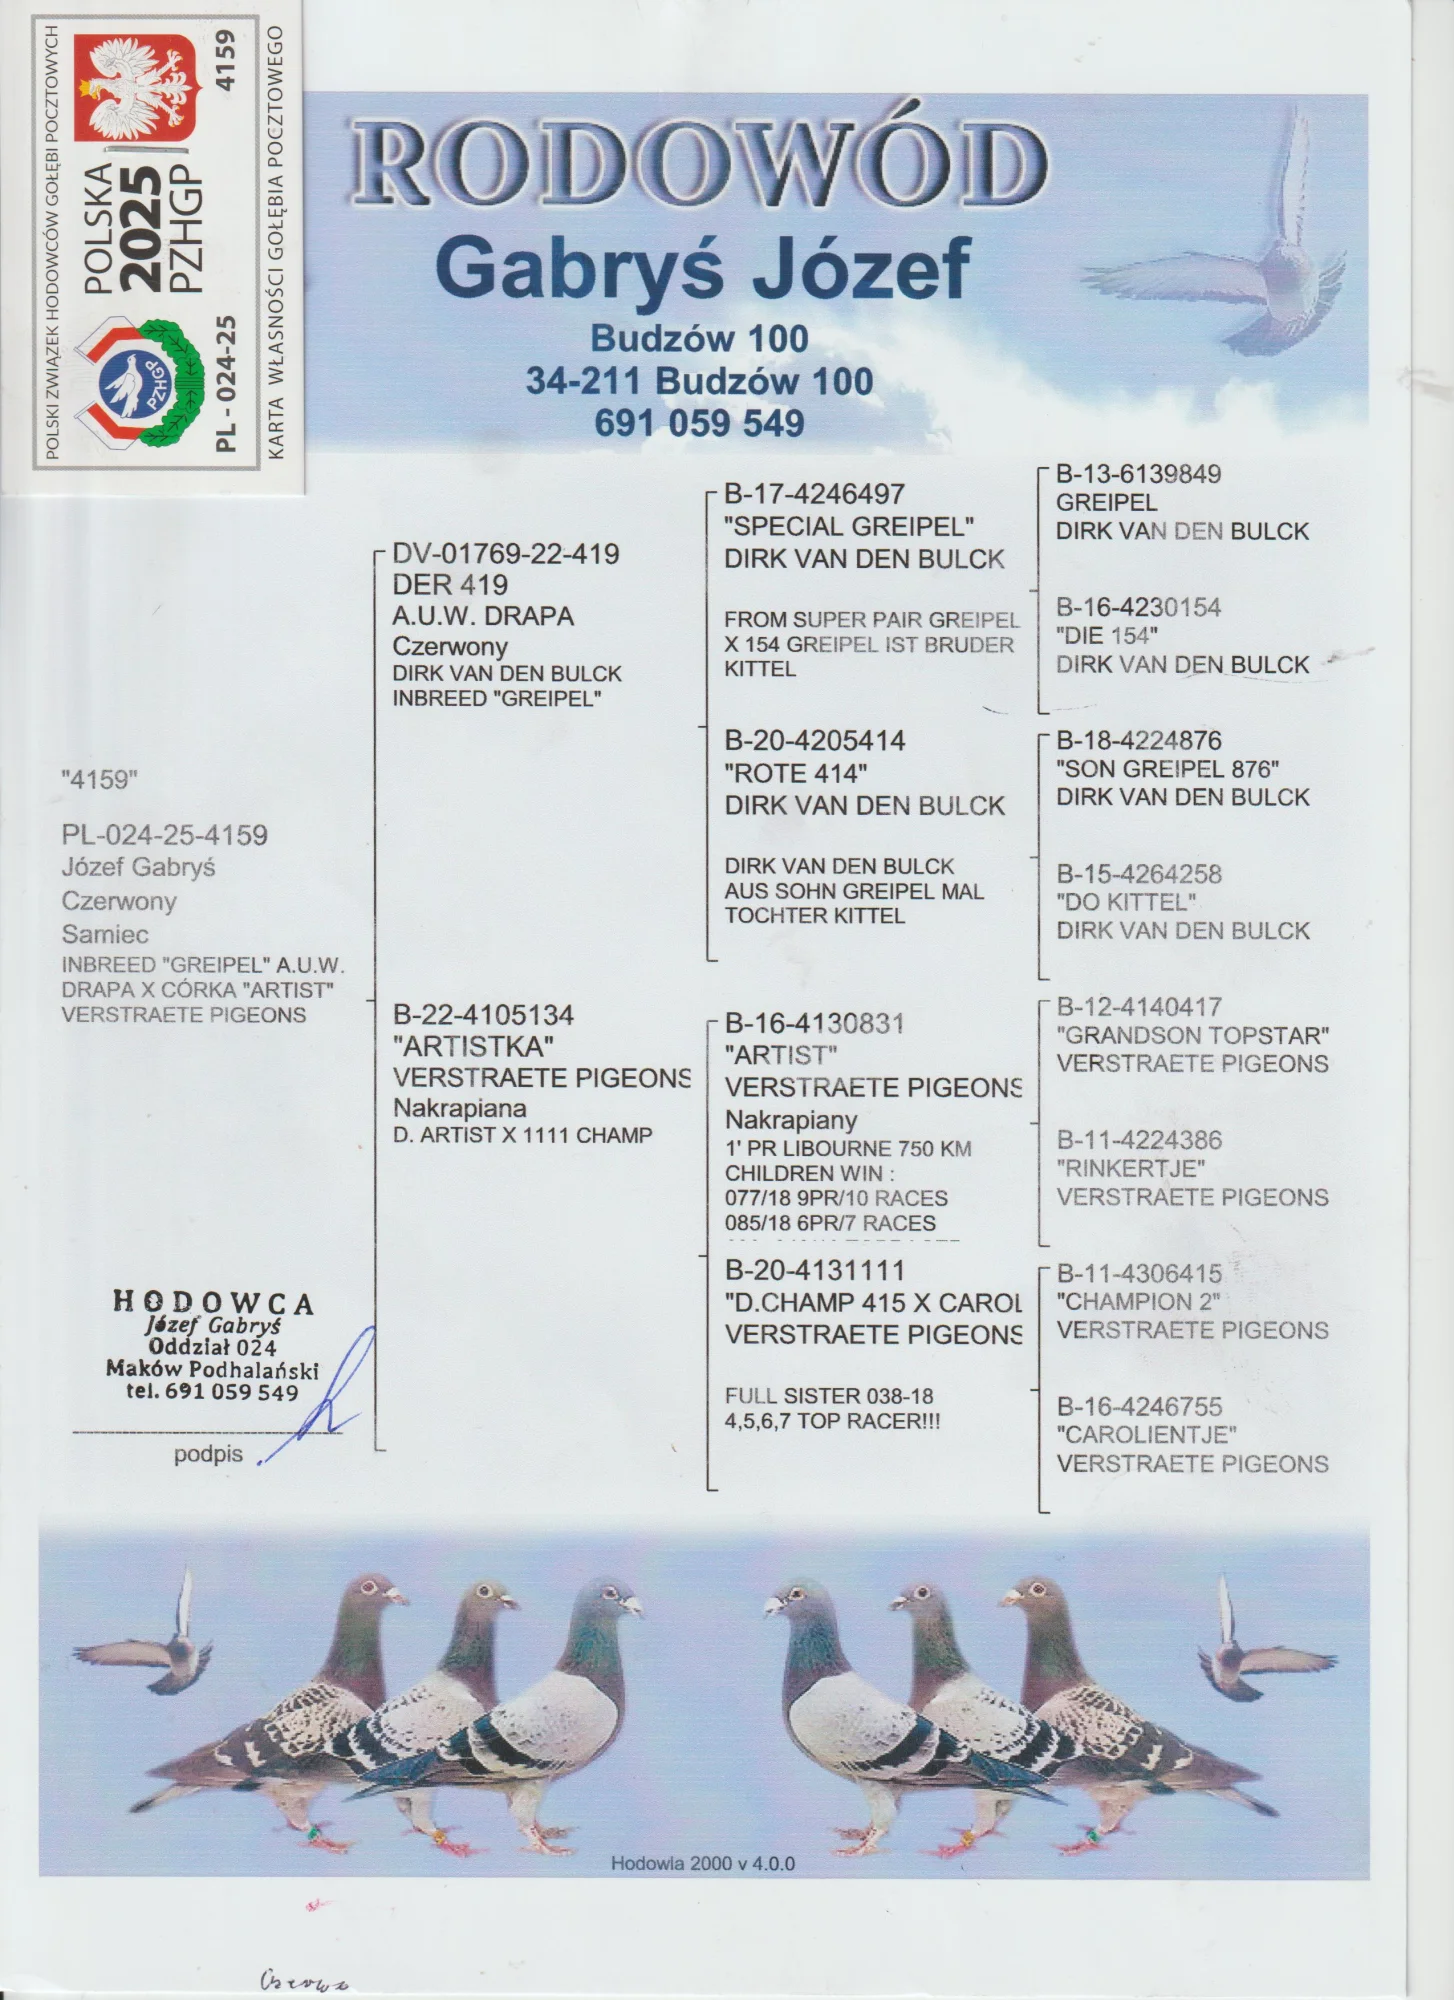 POLSKI ZWIĄZEK HODOWCÓW GOŁĘBI POCZTOWYCH
POLSKA
2025
PZHGP
PZHGP
PL - 024-25 4159
KARTA WŁASNOŚCI GOŁĘBIA POCZTOWEGO
RODOWÓD
Gabryś Józef
Budzów 100
34-211 Budzów 100
691 059 549
"4159"
PL-024-25-4159
Józef Gabryś
Czerwony
Samiec
INBREED "GREIPEL" A.U.W.
DRAPA X CÓRKA "ARTIST"
VERSTRAETE PIGEONS
DV-01769-22-419
DER 419
A.U.W. DRAPA
Czerwony
DIRK VAN DEN BULCK
INBREED "GREIPEL"
B-22-4105134
"ARTISTKA"
VERSTRAETE PIGEONS
Nakrapiana
D. ARTIST X 1111 CHAMP
B-17-4246497
"SPECIAL GREIPEL"
DIRK VAN DEN BULCK
FROM SUPER PAIR GREIPEL
X 154 GREIPEL IST BRUDER
KITTEL
B-20-4205414
"ROTE 414"
DIRK VAN DEN BULCK
DIRK VAN DEN BULCK
AUS SOHN GREIPEL MAL
TOCHTER KITTEL
B-16-4130831
"ARTIST"
VERSTRAETE PIGEONS
Nakrapiany
1' PR LIBOURNE 750 KM
CHILDREN WIN :
077/18 9PR/10 RACES
085/18 6PR/7 RACES
B-20-4131111
"D.CHAMP 415 X CAROL
VERSTRAETE PIGEONS
FULL SISTER 038-18
4,5,6,7 TOP RACER!!!
B-13-6139849
GREIPEL
DIRK VAN DEN BULCK
B-16-4230154
"DIE 154"
DIRK VAN DEN BULCK
B-18-4224876
"SON GREIPEL 876"
DIRK VAN DEN BULCK
B-15-4264258
"DO KITTEL"
DIRK VAN DEN BULCK
B-12-4140417
"GRANDSON TOPSTAR"
VERSTRAETE PIGEONS
B-11-4224386
"RINKERTJE"
VERSTRAETE PIGEONS
B-11-4306415
"CHAMPION 2"
VERSTRAETE PIGEONS
B-16-4246755
"CAROLIENTJE"
VERSTRAETE PIGEONS
HODOWCA
Józef Gabryś
Oddział 024
Maków Podhalański
tel. 691 059 549
podpis
Hodowla 2000 v 4.0.0